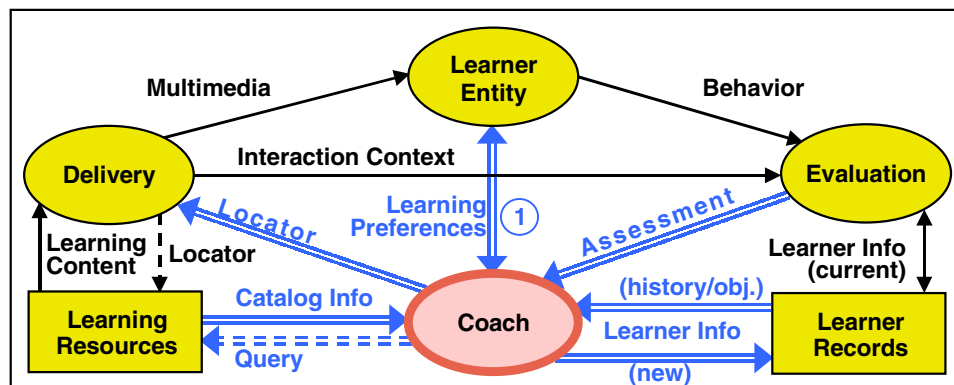 Learner
Entity
Multimedia
Behavior
Interaction Context
Delivery
Evaluation
Learning
Preferences
1
Locator
Assessment
Learning
Content
Locator
Learner Info
(current)
Catalog Info
(history/obj.)
Learning
Resources
Coach
Learner Info
Learner
Records
Query
(new)